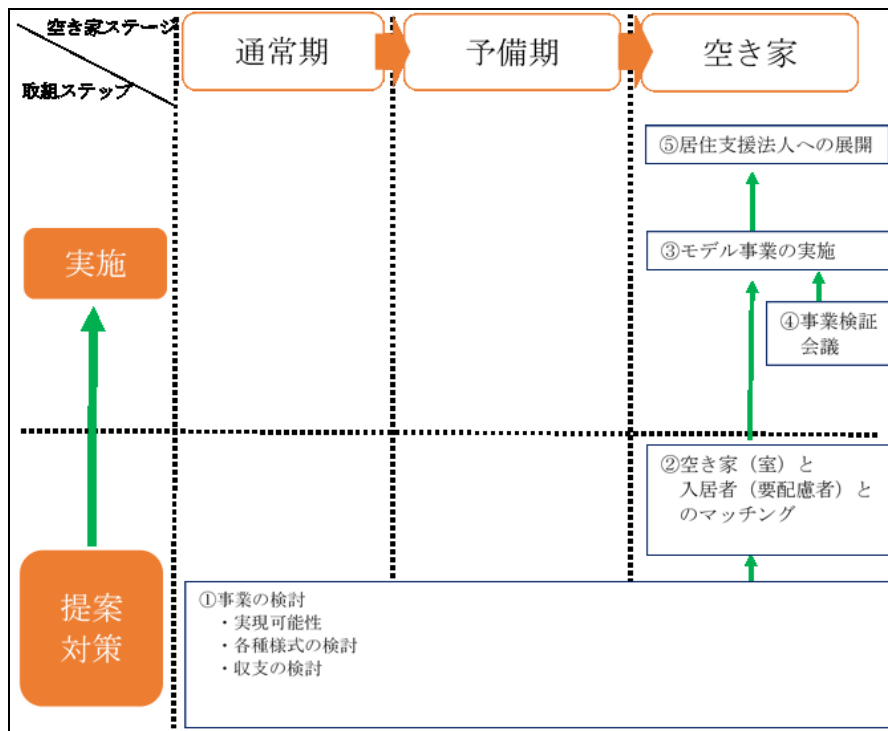 空き家ステージ
取組ステップ
通常期
予備期
空き家
⑤居住支援法人への展開
実施
③モデル事業の実施
④事業検証
会議
②空き家（室）と
入居者（要配慮者）と
のマッチング
提案
対策
①事業の検討
・実現可能性
・各種様式の検討
・収支の検討